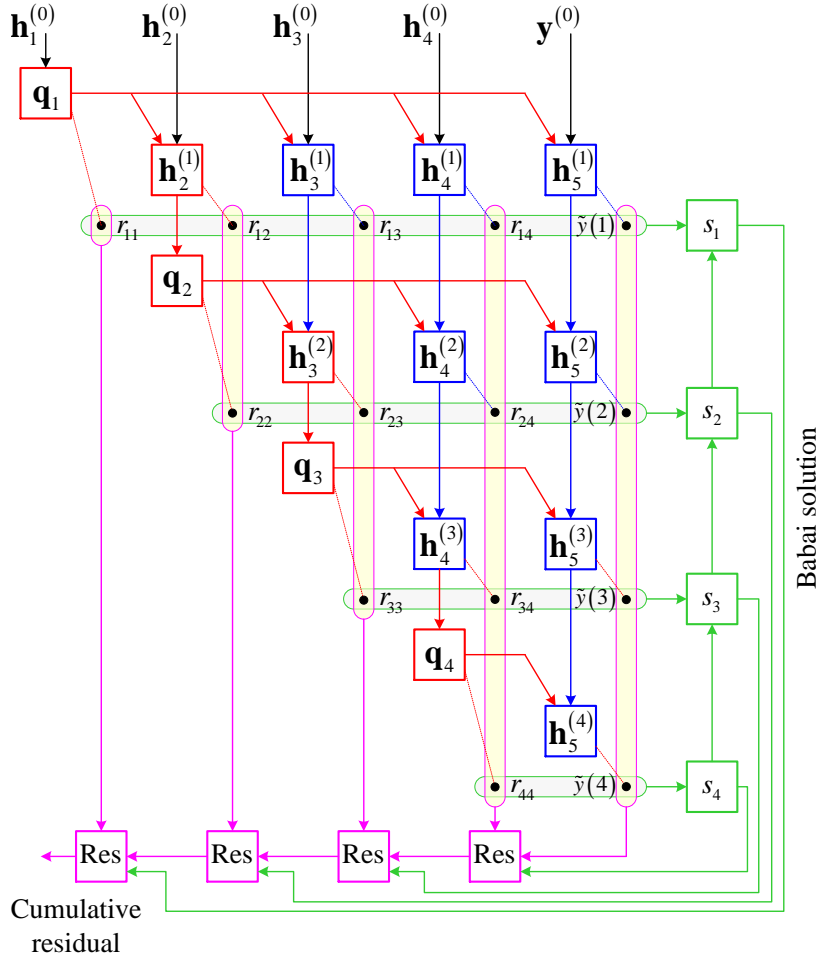 𝐡₁⁽⁰⁾ 𝐡₂⁽⁰⁾ 𝐡₃⁽⁰⁾ 𝐡₄⁽⁰⁾ 𝐲⁽⁰⁾
𝐪₁
𝐡₂⁽¹⁾ 𝐡₃⁽¹⁾ 𝐡₄⁽¹⁾ 𝐡₅⁽¹⁾
r₁₁ r₁₂ r₁₃ r₁₄ ỹ(1) s₁
𝐪₂
𝐡₃⁽²⁾ 𝐡₄⁽²⁾ 𝐡₅⁽²⁾
r₂₂ r₂₃ r₂₄ ỹ(2) s₂
𝐪₃
𝐡₄⁽³⁾ 𝐡₅⁽³⁾
r₃₃ r₃₄ ỹ(3) s₃
𝐪₄
𝐡₅⁽⁴⁾
r₄₄ ỹ(4) s₄
Babai solution
Res Res Res Res
Cumulative
residual